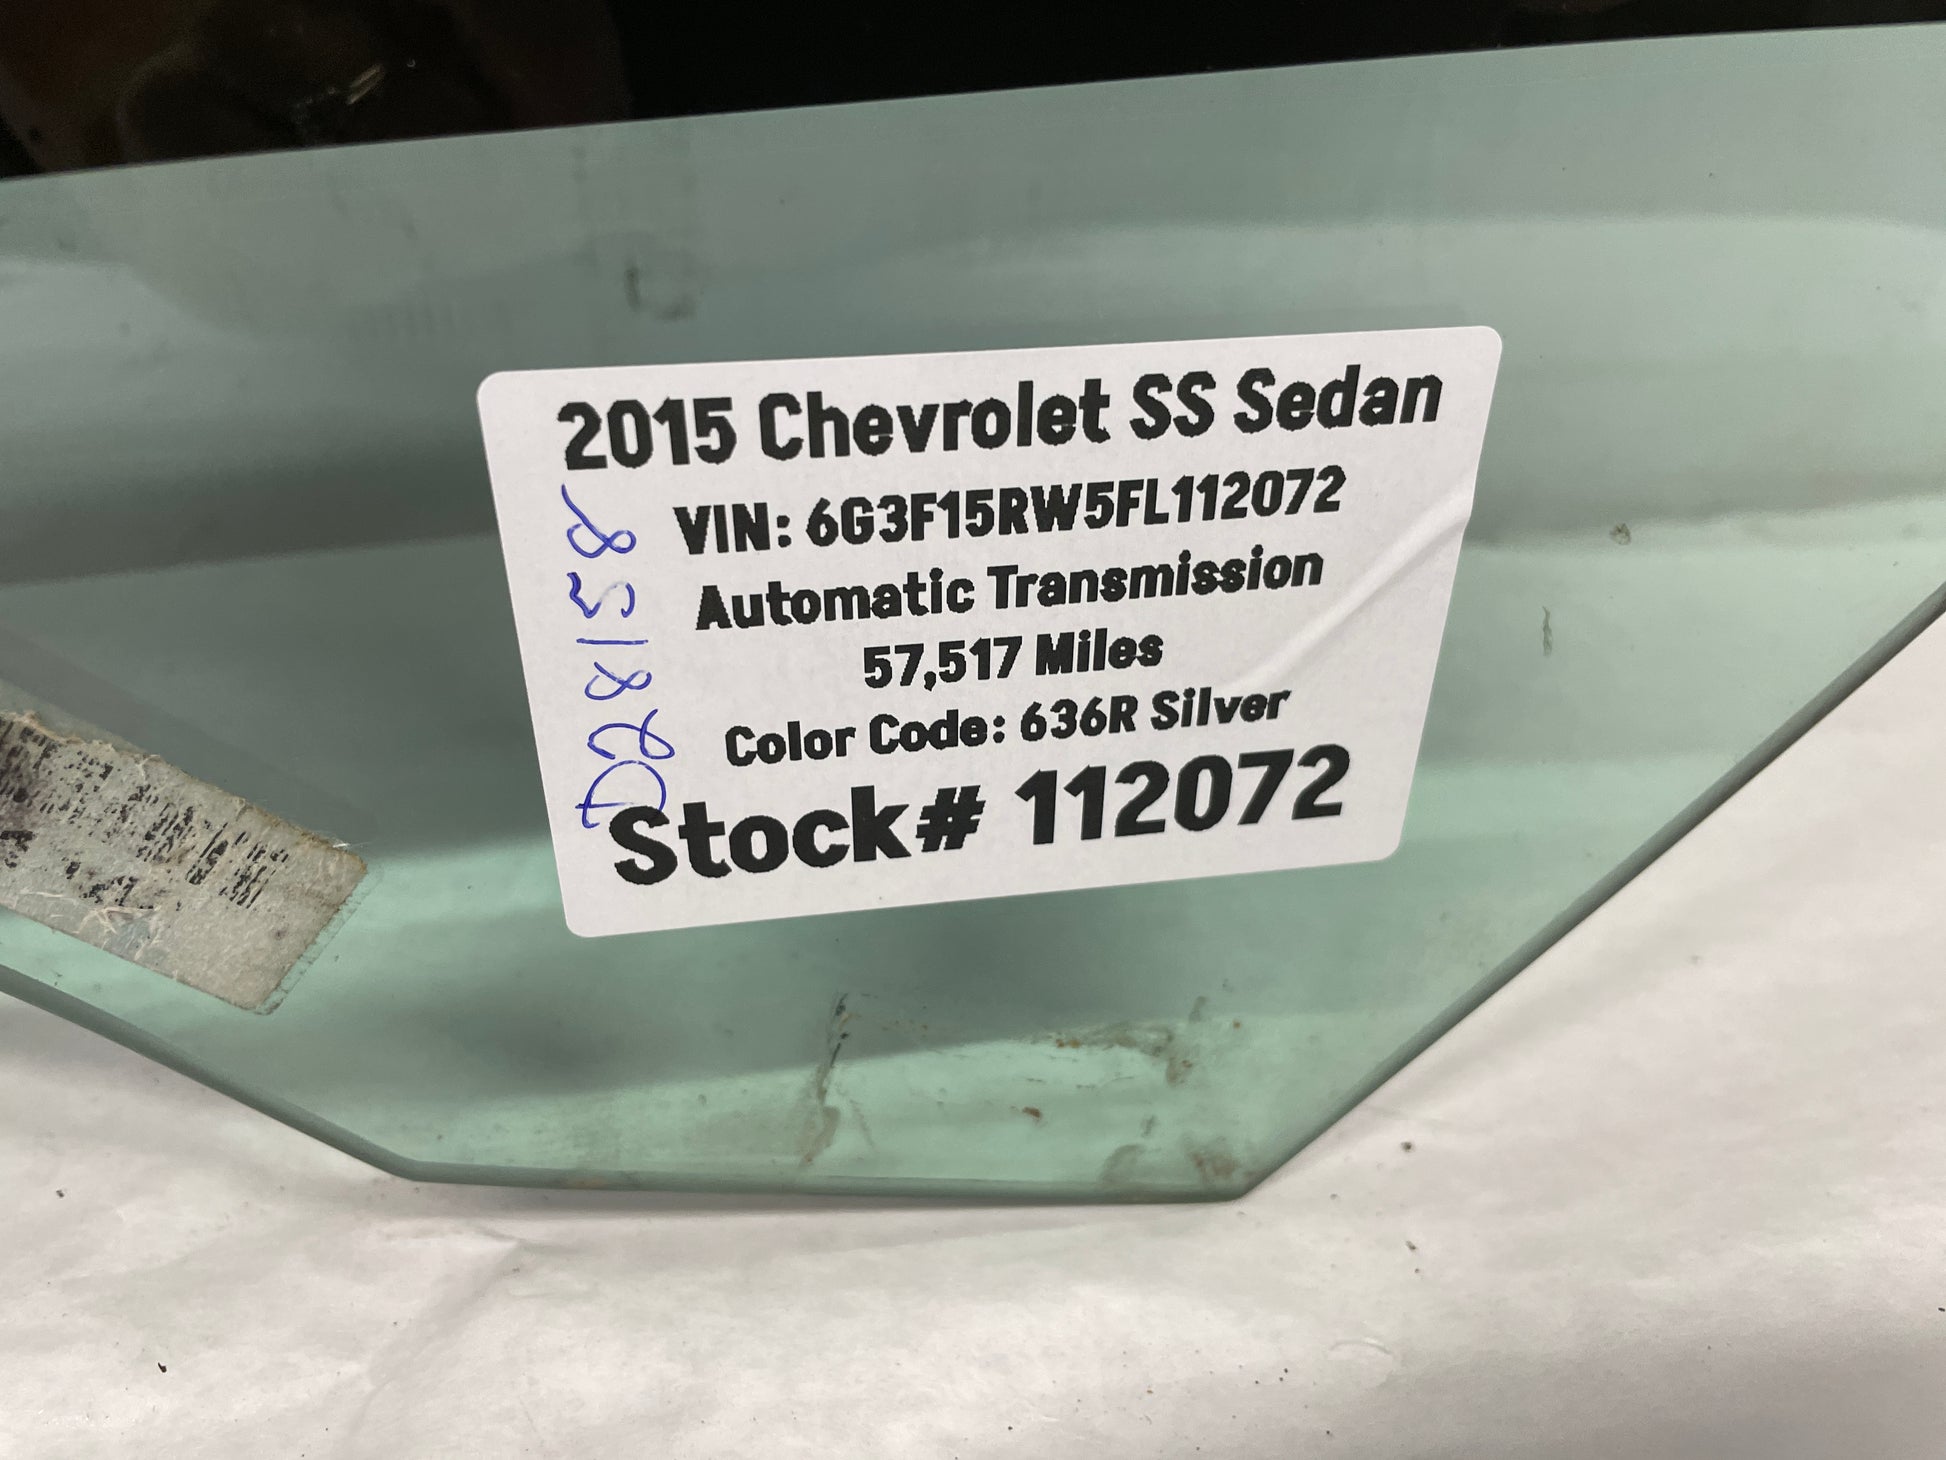 2015 Chevrolet SS Sedan
VIN: 6G3F15RW5FL112072
Automatic Transmission
57,517 Miles
Color Code: 636R Silver
Stock# 112072
D28158